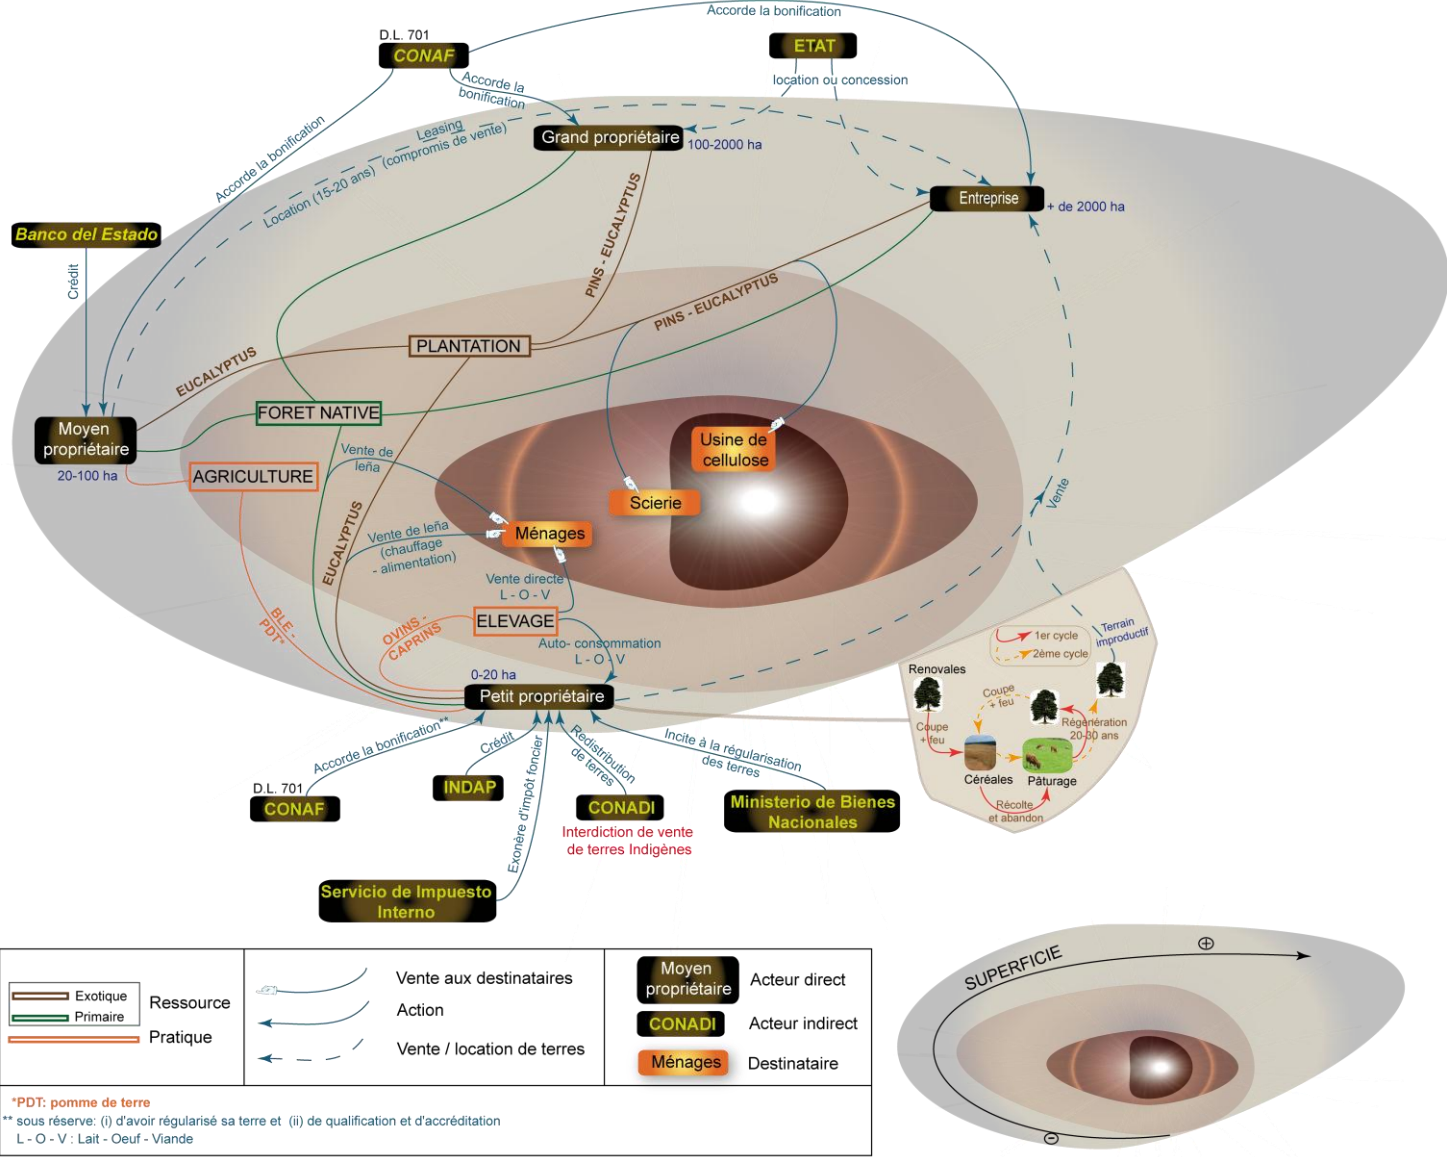 Accorde la bonification
D.L. 701
CONAF
ETAT
Accorde la
bonification
location ou concession
Leasing
(compromis de vente)
Location (15-20 ans)
Grand propriétaire
100-2000 ha
Accorde la bonification
Entreprise
+ de 2000 ha
Banco del Estado
Crédit
PINS - EUCALYPTUS
PINS - EUCALYPTUS
EUCALYPTUS
PLANTATION
FORET NATIVE
Moyen
propriétaire
20-100 ha
AGRICULTURE
Vente de
leña
Usine de
cellulose
Scierie
Vente
EUCALYPTUS
Vente de leña
(chauffage
- alimentation)
Ménages
Vente directe
L - O - V
BLE -
PDT*
OVINS -
CAPRINS
ELEVAGE
Auto- consommation
L - O - V
0-20 ha
Petit propriétaire
1er cycle
2ème cycle
Terrain
improductif
Renovales
Coupe
+ feu
Coupe
+ feu
Régénération
20-30 ans
Céréales
Pâturage
Récolte
et abandon
Accorde la bonification**
Crédit
Exonère d'impôt foncier
Redistribution
de terres
Incite à la régularisation
des terres
D.L. 701
CONAF
INDAP
CONADI
Interdiction de vente
de terres Indigènes
Ministerio de Bienes
Nacionales
Servicio de Impuesto
Interno
Exotique
Primaire
Ressource
Pratique
Vente aux destinataires
Action
Vente / location de terres
Moyen
propriétaire
Acteur direct
CONADI
Acteur indirect
Ménages
Destinataire
SUPERFICIE
+
-
*PDT: pomme de terre
** sous réserve: (i) d'avoir régularisé sa terre et (ii) de qualification et d'accréditation
L - O - V : Lait - Oeuf - Viande